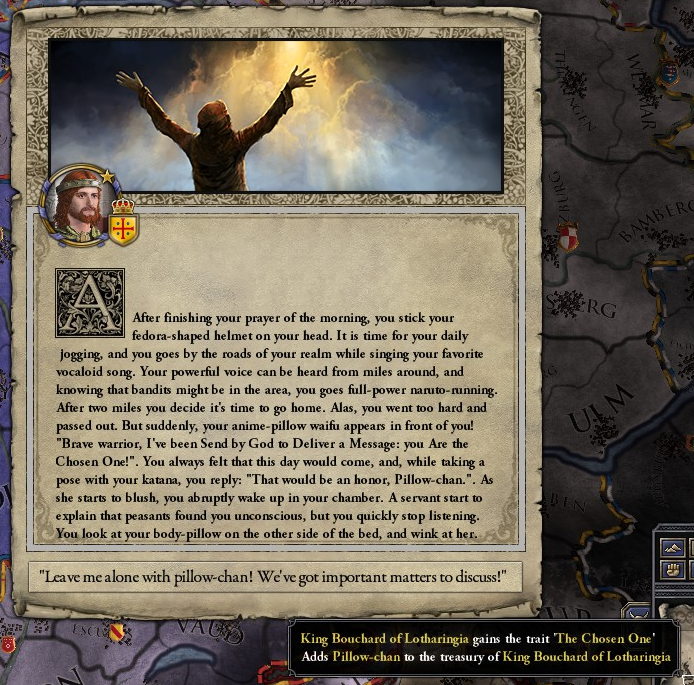 A
After finishing your prayer of the morning, you stick your
fedora-shaped helmet on your head. It is time for your daily
jogging, and you goes by the roads of your realm while singing your favorite
vocaloid song. Your powerful voice can be heard from miles around, and
knowing that bandits might be in the area, you goes full-power naruto-running.
After two miles you decide it's time to go home. Alas, you went too hard and
passed out. But suddenly, your anime-pillow waifu appears in front of you!
"Brave warrior, I've been Send by God to Deliver a Message: you Are the
Chosen One!". You always felt that this day would come, and, while taking a
pose with your katana, you reply: "That would be an honor, Pillow-chan.". As
she starts to blush, you abruptly wake up in your chamber. A servant start to
explain that peasants found you unconscious, but you quickly stop listening.
You look at your body-pillow on the other side of the bed, and wink at her.
"Leave me alone with pillow-chan! We've got important matters to discuss!"
King Bouchard of Lotharingia gains the trait 'The Chosen One'
Adds Pillow-chan to the treasury of King Bouchard of Lotharingia
BAMBERG
ULM
VAUD